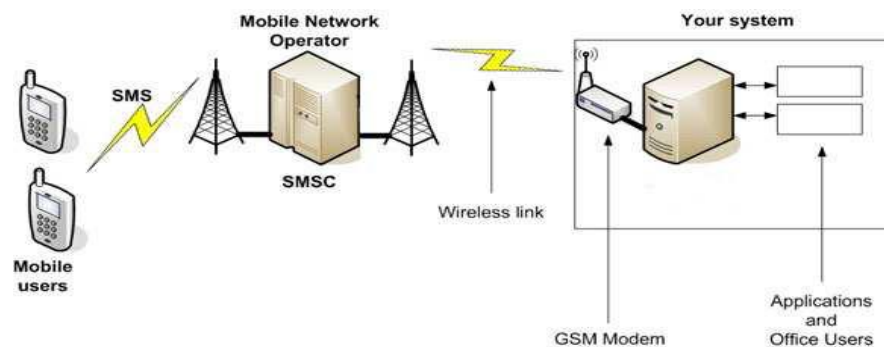 Mobile Network
Operator
Your system
SMS
SMSC
Wireless link
Mobile
users
GSM Modem
Applications
and
Office Users